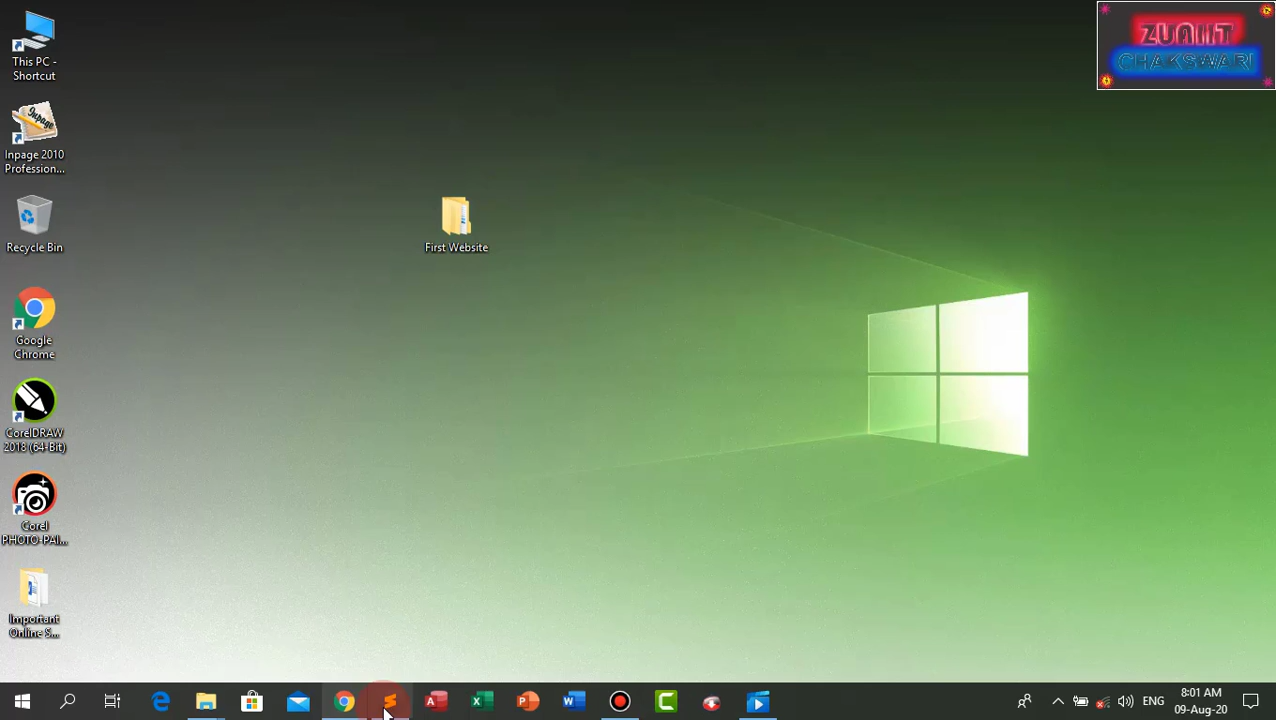 This PC -
Shortcut
Inpage
Inpage 2010
Profession...
Recycle Bin
Google
Chrome
CorelDRAW
2018 (64-Bit)
Corel
PHOTO-PAI...
Important
Online S...
First Website
ZUAIIT
CHAKSWARI
ENG
8:01 AM
09-Aug-20